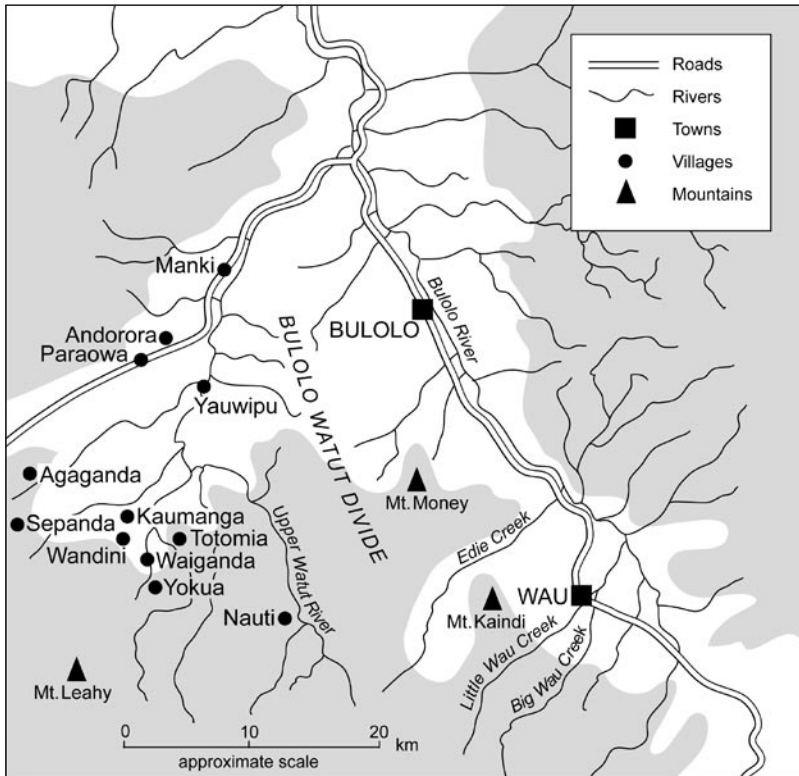 Roads
Rivers
Towns
Villages
Mountains
Manki
Andorora
Paraowa
BULOLO
Bulolo River
BULOLO WATUT DIVIDE
Yauwipu
Agaganda
Mt. Money
Sepanda
Kaumanga
Totomia
Wandini
Waiganda
Yokua
Upper Watut River
Edie Creek
Nauti
WAU
Mt. Kaindi
Little Wau Creek
Big Wau Creek
Mt. Leahy
0 10 20
km
approximate scale